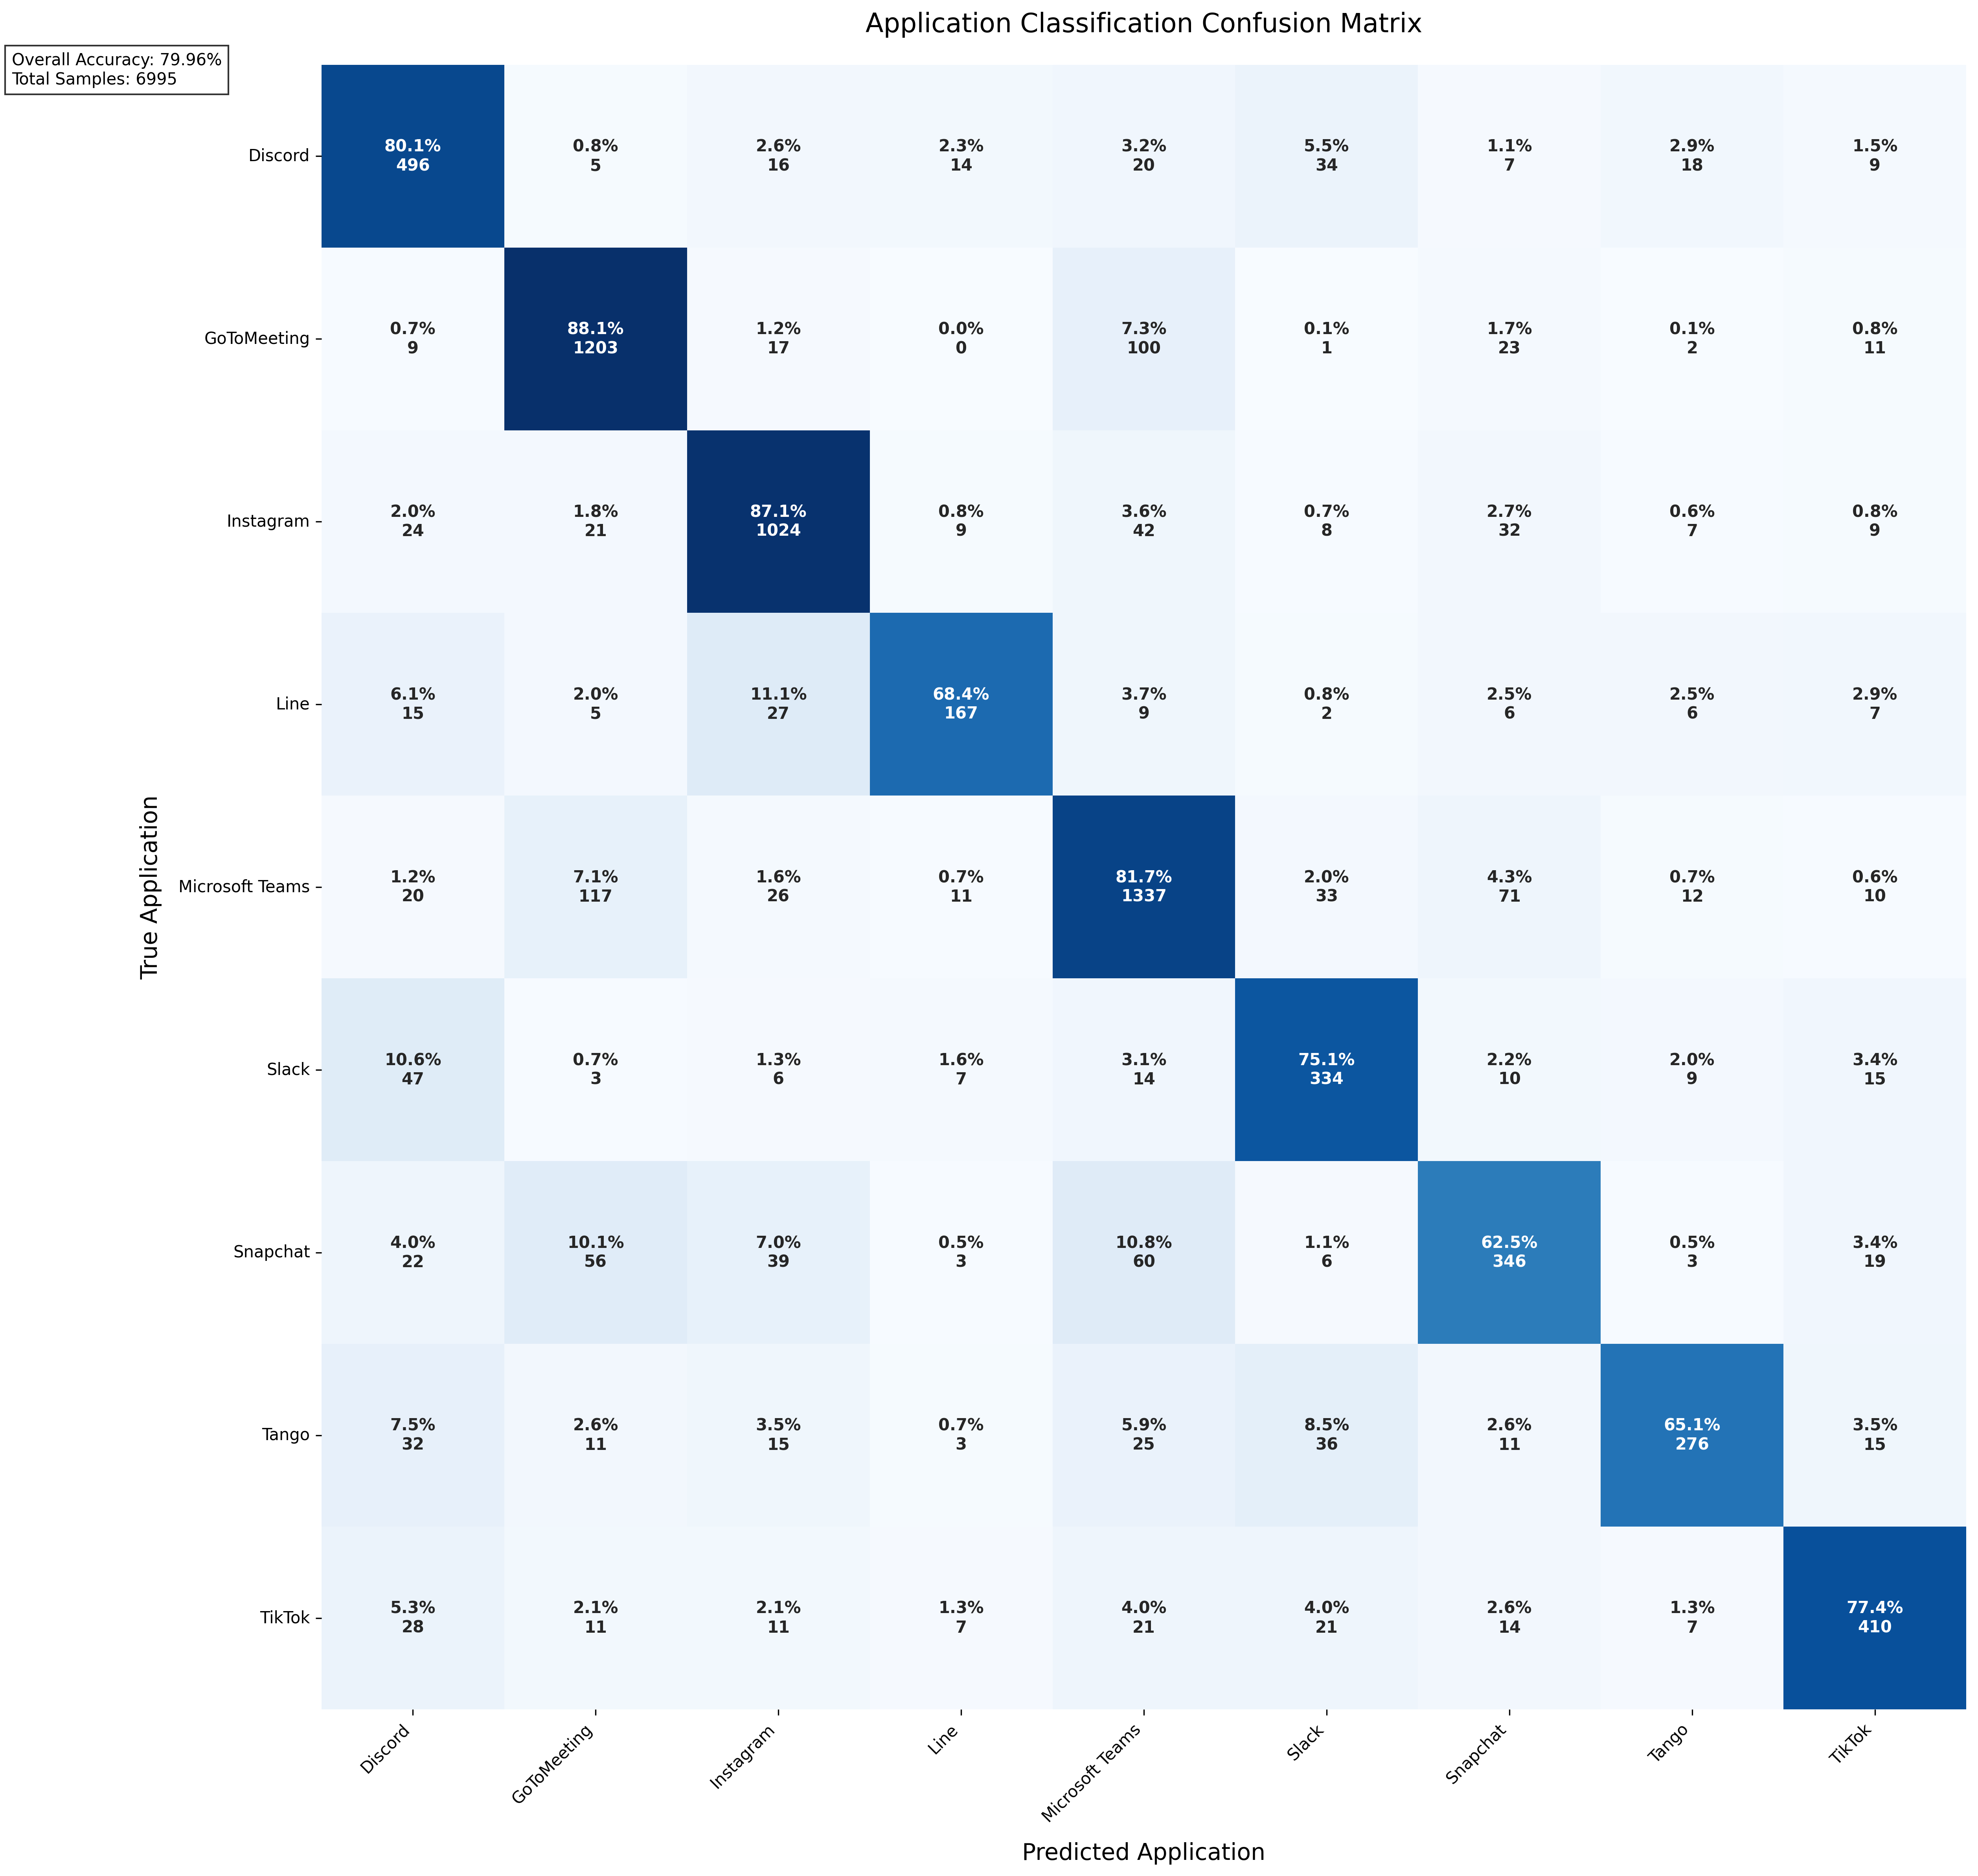 Application Classification Confusion Matrix
Overall Accuracy: 79.96%
Total Samples: 6995
True Application
Discord
80.1% 0.8% 2.6% 2.3% 3.2% 5.5% 1.1% 2.9% 1.5%
496 5 16 14 20 34 7 18 9
GoToMeeting
0.7% 88.1% 1.2% 0.0% 7.3% 0.1% 1.7% 0.1% 0.8%
9 1203 17 0 100 1 23 2 11
Instagram
2.0% 1.8% 87.1% 0.8% 3.6% 0.7% 2.7% 0.6% 0.8%
24 21 1024 9 42 8 32 7 9
Line
6.1% 2.0% 11.1% 68.4% 3.7% 0.8% 2.5% 2.5% 2.9%
15 5 27 167 9 2 6 6 7
Microsoft Teams
1.2% 7.1% 1.6% 0.7% 81.7% 2.0% 4.3% 0.7% 0.6%
20 117 26 11 1337 33 71 12 10
Slack
10.6% 0.7% 1.3% 1.6% 3.1% 75.1% 2.2% 2.0% 3.4%
47 3 6 7 14 334 10 9 15
Snapchat
4.0% 10.1% 7.0% 0.5% 10.8% 1.1% 62.5% 0.5% 3.4%
22 56 39 3 60 6 346 3 19
Tango
7.5% 2.6% 3.5% 0.7% 5.9% 8.5% 2.6% 65.1% 3.5%
32 11 15 3 25 36 11 276 15
TikTok
5.3% 2.1% 2.1% 1.3% 4.0% 4.0% 2.6% 1.3% 77.4%
28 11 11 7 21 21 14 7 410
Discord GoToMeeting Instagram Line Microsoft Teams Slack Snapchat Tango TikTok
Predicted Application